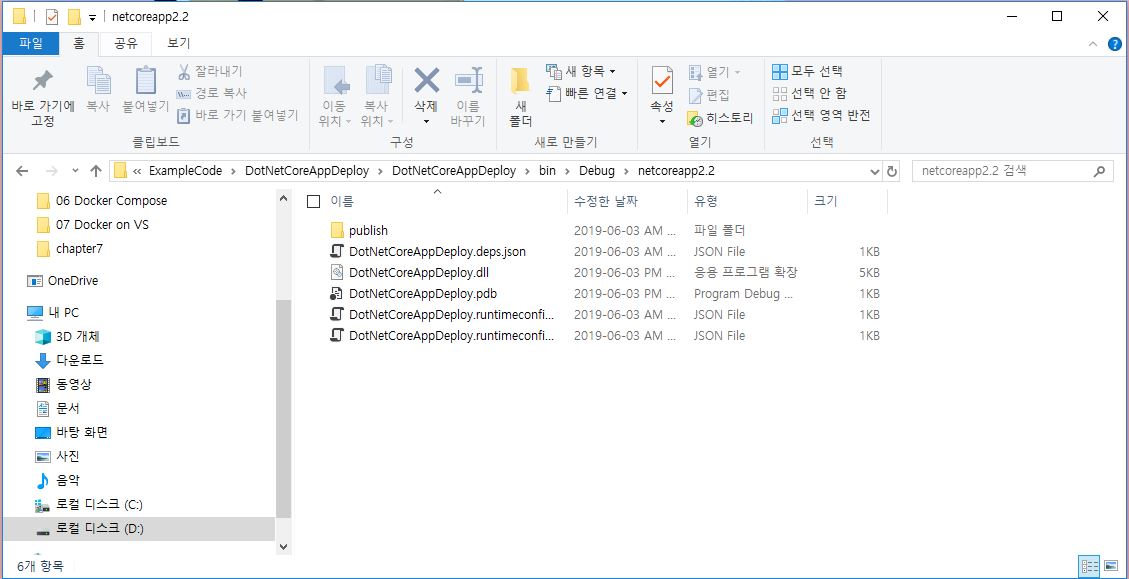 netcoreapp2.2
파일 홈 공유 보기
바로 가기에 고정
복사
붙여넣기
잘라내기
경로 복사
바로 가기 붙여넣기
클립보드
이동 위치
복사 위치
삭제
이름 바꾸기
구성
새 폴더
새 항목
빠른 연결
새로 만들기
속성
열기
편집
히스토리
열기
모두 선택
선택 안 함
선택 영역 반전
선택
« ExampleCode > DotNetCoreAppDeploy > DotNetCoreAppDeploy > bin > Debug > netcoreapp2.2
netcoreapp2.2 검색
06 Docker Compose
07 Docker on VS
chapter7
OneDrive
내 PC
3D 개체
다운로드
동영상
문서
바탕 화면
사진
음악
로컬 디스크 (C:)
로컬 디스크 (D:)
이름 수정한 날짜 유형 크기
publish 2019-06-03 AM ... 파일 폴더
DotNetCoreAppDeploy.deps.json 2019-06-03 AM ... JSON File 1KB
DotNetCoreAppDeploy.dll 2019-06-03 PM ... 응용 프로그램 확장 5KB
DotNetCoreAppDeploy.pdb 2019-06-03 PM ... Program Debug ... 1KB
DotNetCoreAppDeploy.runtimeconfi... 2019-06-03 AM ... JSON File 1KB
DotNetCoreAppDeploy.runtimeconfi... 2019-06-03 AM ... JSON File 1KB
6개 항목